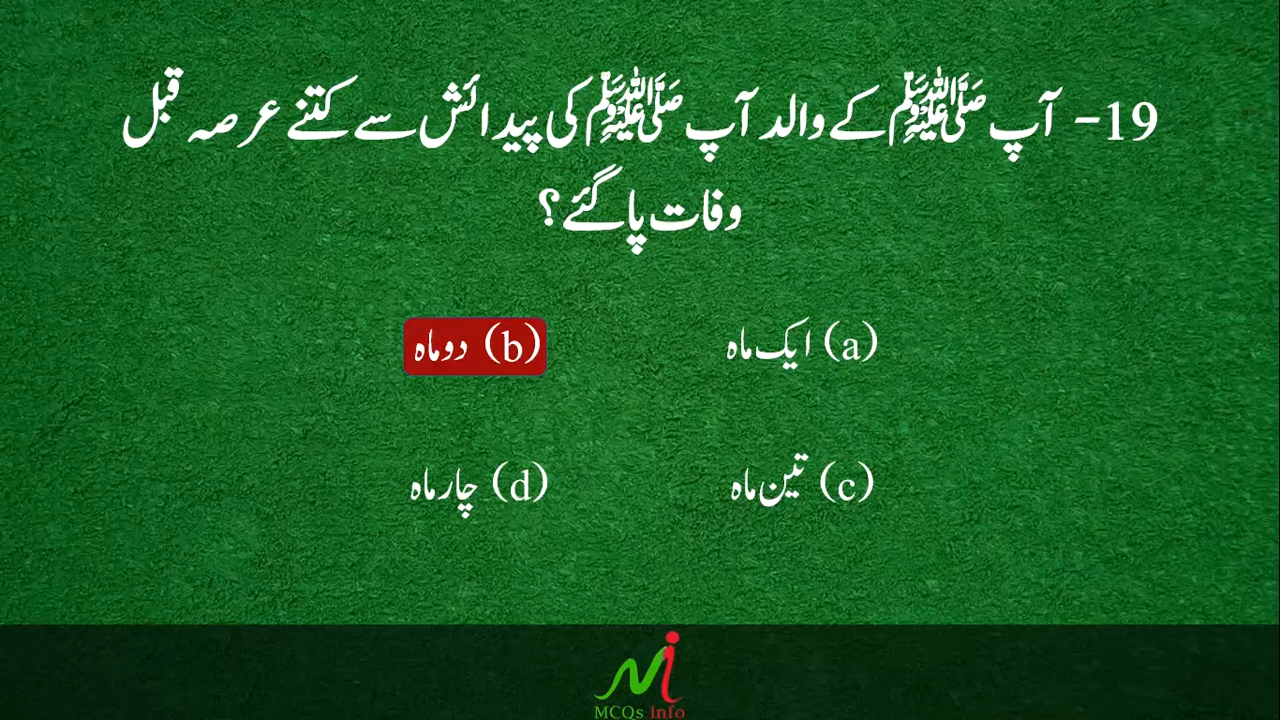 19- آپ ﷺ کے والد آپ ﷺ کی پیدائش سے کتنے عرصہ قبل
وفات پا گئے ؟
(a) ایک ماہ
(b) دو ماہ
(c) تین ماہ
(d) چار ماہ
MCQs Info